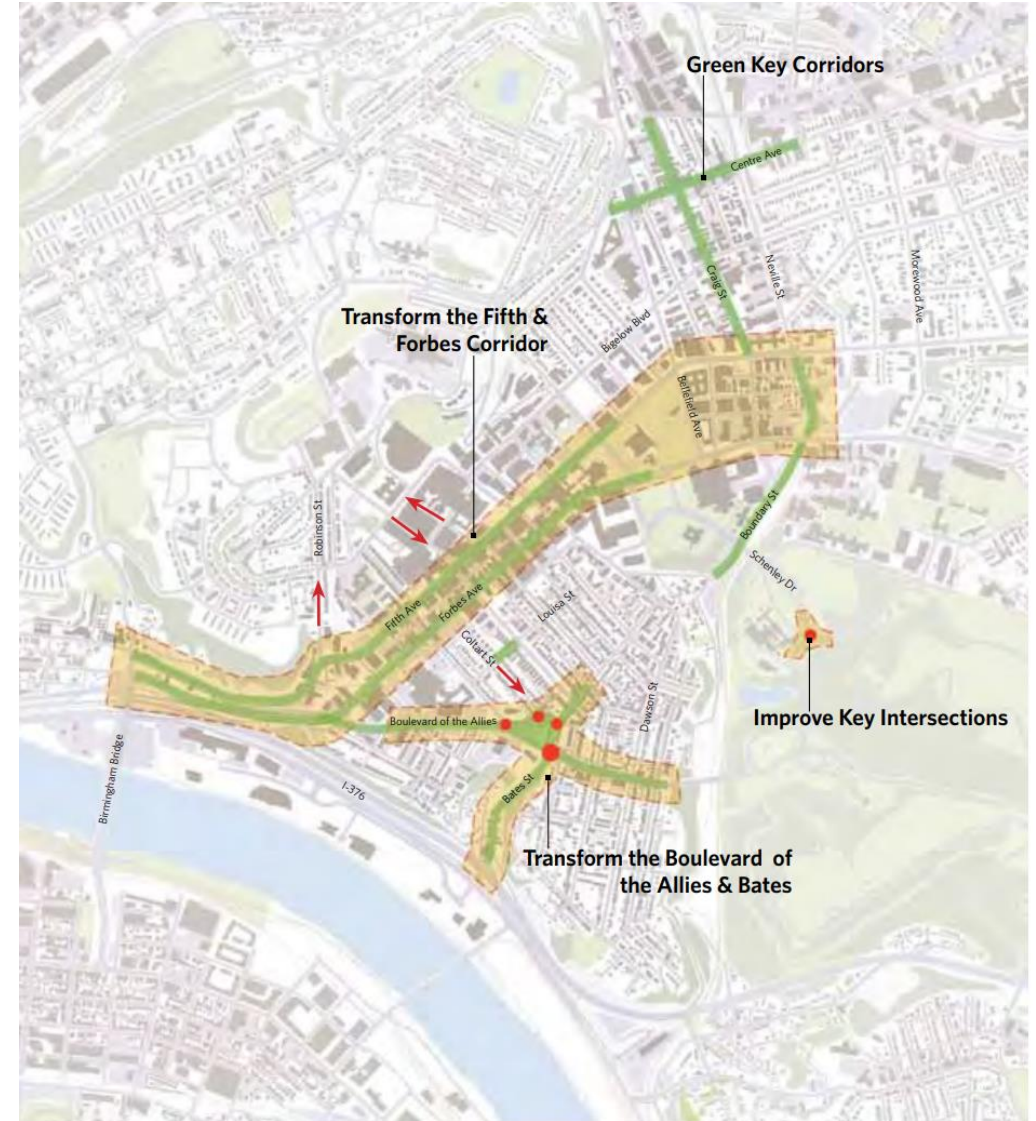 Green Key Corridors
Centre Ave
Craig St
Neville St
Morewood Ave
Transform the Fifth &
Forbes Corridor
Bigelow Blvd
Bellefield Ave
Robinson St
Boundary St
Schenley Dr
Fifth Ave
Forbes Ave
Louisa St
Coltart St
Dawson St
Boulevard of the Allies
Improve Key Intersections
Birmingham Bridge
I-376
Bates St
Transform the Boulevard of
the Allies & Bates